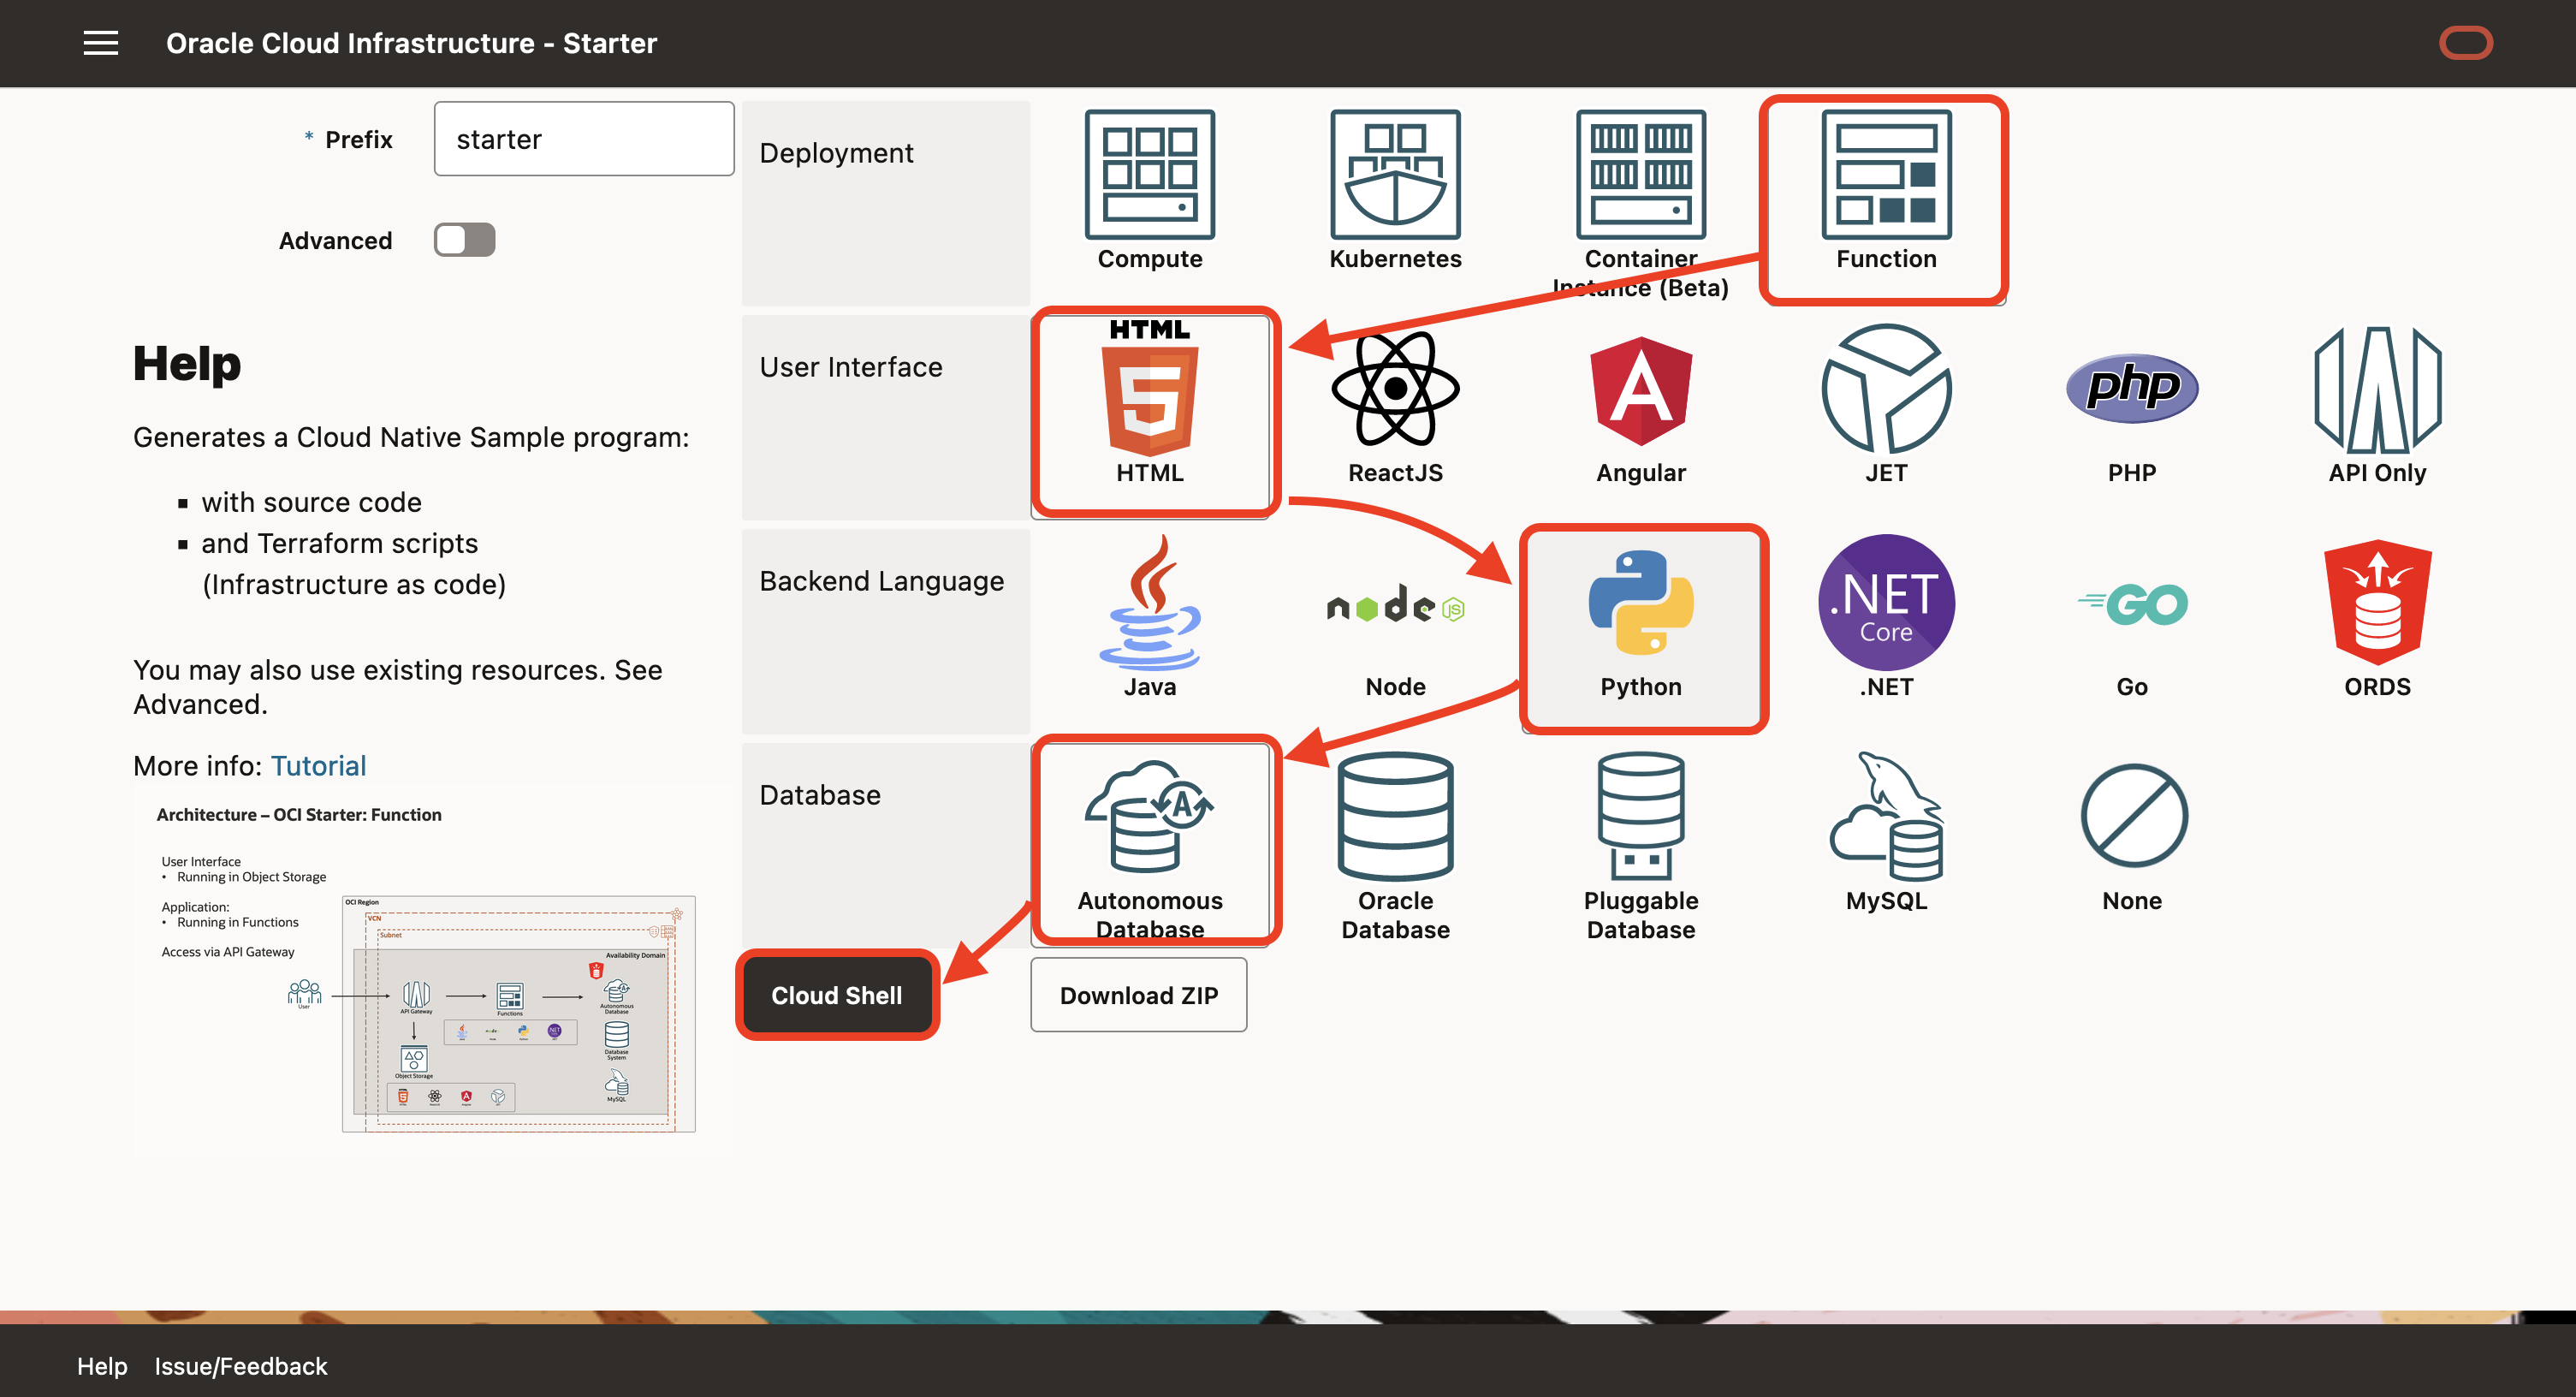 Oracle Cloud Infrastructure - Starter
* Prefix
starter
Advanced
Help
Generates a Cloud Native Sample program:
▪ with source code
▪ and Terraform scripts
(Infrastructure as code)
You may also use existing resources. See
Advanced.
More info: Tutorial
Architecture – OCI Starter: Function
User Interface
• Running in Object Storage
Application:
• Running in Functions
Access via API Gateway
OCI Region
VCN
Subnet
Availability Domain
User
API Gateway
Functions
Autonomous
Database
Database
System
Object Storage
MySQL
Deployment
Compute
Kubernetes
Container
Instance (Beta)
Function
User Interface
HTML
5
HTML
ReactJS
A
Angular
JET
php
PHP
API Only
Backend Language
Java
node
JS
Node
Python
.NET
Core
.NET
GO
Go
ORDS
Database
A
Autonomous
Database
Oracle
Database
Pluggable
Database
MySQL
None
Cloud Shell
Download ZIP
Help
Issue/Feedback